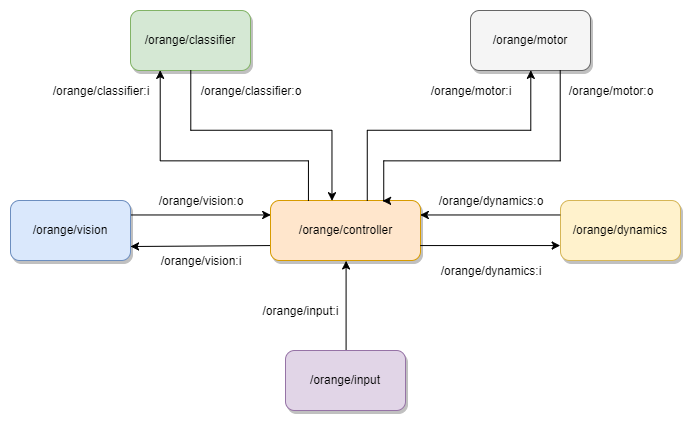 /orange/classifier
/orange/motor
/orange/classifier:i
/orange/classifier:o
/orange/motor:i
/orange/motor:o
/orange/vision:o
/orange/dynamics:o
/orange/vision
/orange/controller
/orange/dynamics
/orange/vision:i
/orange/dynamics:i
/orange/input:i
/orange/input